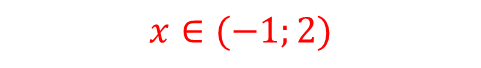 x ∈ (−1; 2)